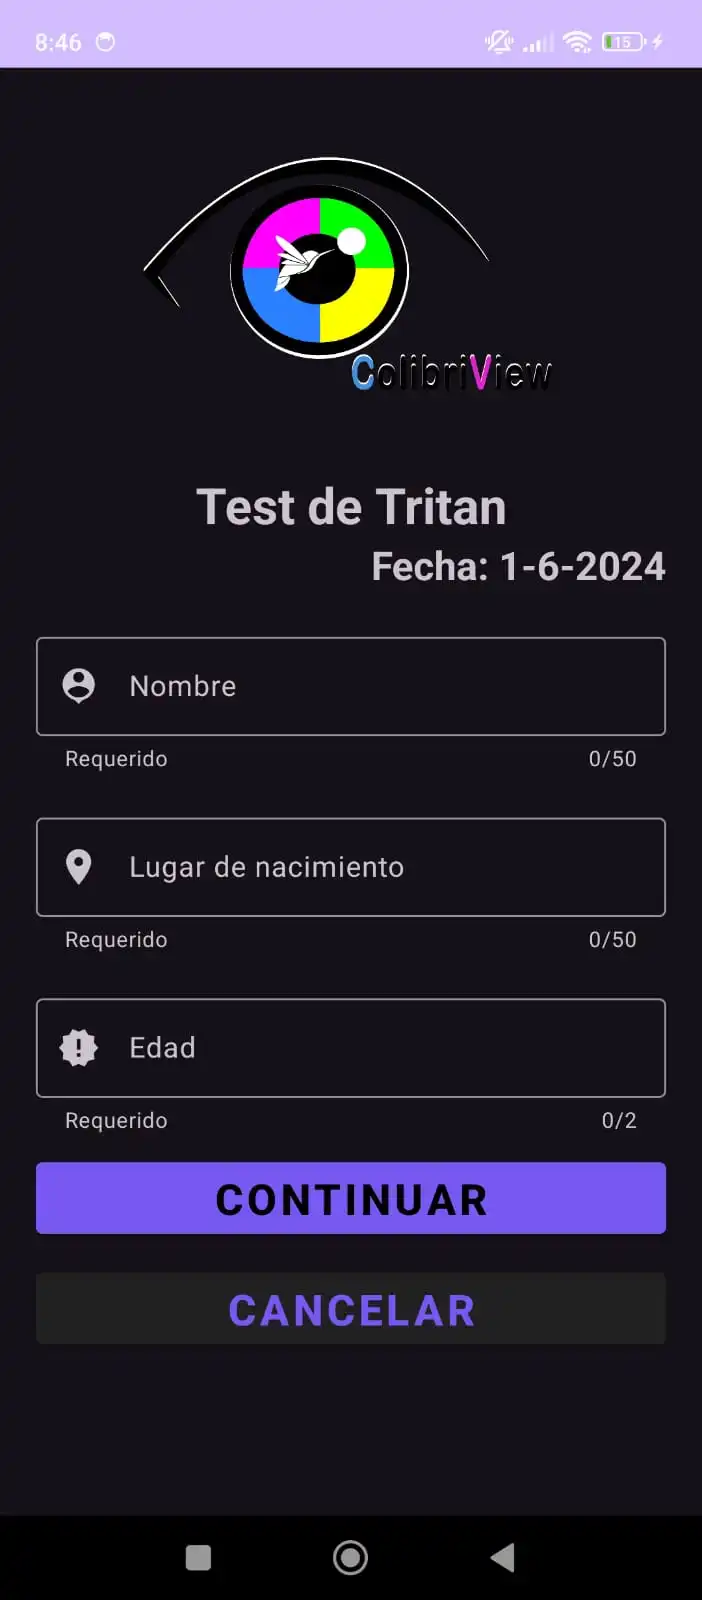 8:46
15
ColibriView
Test de Tritan
Fecha: 1-6-2024
Nombre
Requerido 0/50
Lugar de nacimiento
Requerido 0/50
Edad
Requerido 0/2
CONTINUAR
CANCELAR